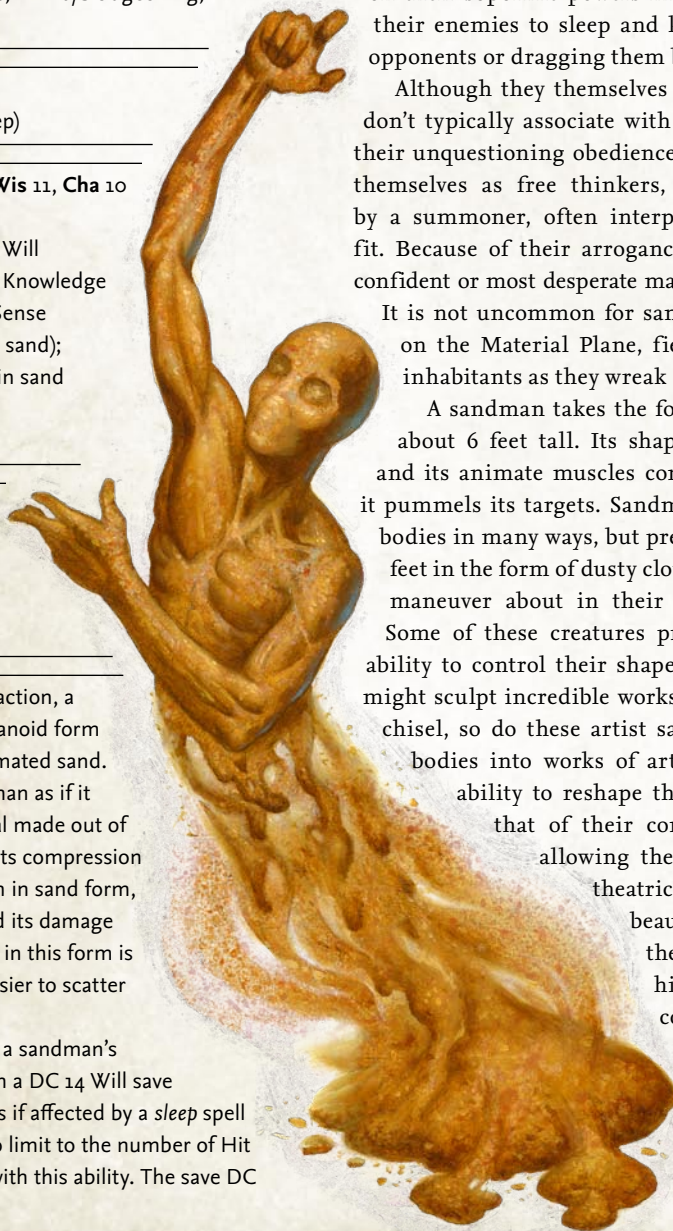 ep)
Wis 11, Cha 10
Will
Knowledge
Sense
sand);
in sand
action, a
anoid form
mated sand.
man as if it
al made out of
its compression
n in sand form,
d its damage
in this form is
sier to scatter
a sandman's
n a DC 14 Will save
s if affected by a sleep spell
o limit to the number of Hit
with this ability. The save DC
their enemies to sleep and l
opponents or dragging them b
Although they themselves
don't typically associate with
their unquestioning obedience
themselves as free thinkers,
by a summoner, often interp
fit. Because of their arroganc
confident or most desperate ma
It is not uncommon for san
on the Material Plane, fie
inhabitants as they wreak
A sandman takes the fo
about 6 feet tall. Its shap
and its animate muscles con
it pummels its targets. Sandm
bodies in many ways, but pre
feet in the form of dusty clou
maneuver about in their
Some of these creatures pr
ability to control their shape
might sculpt incredible works
chisel, so do these artist sa
bodies into works of art
ability to reshape th
that of their cor
allowing the
theatric
beau
the
hi
co